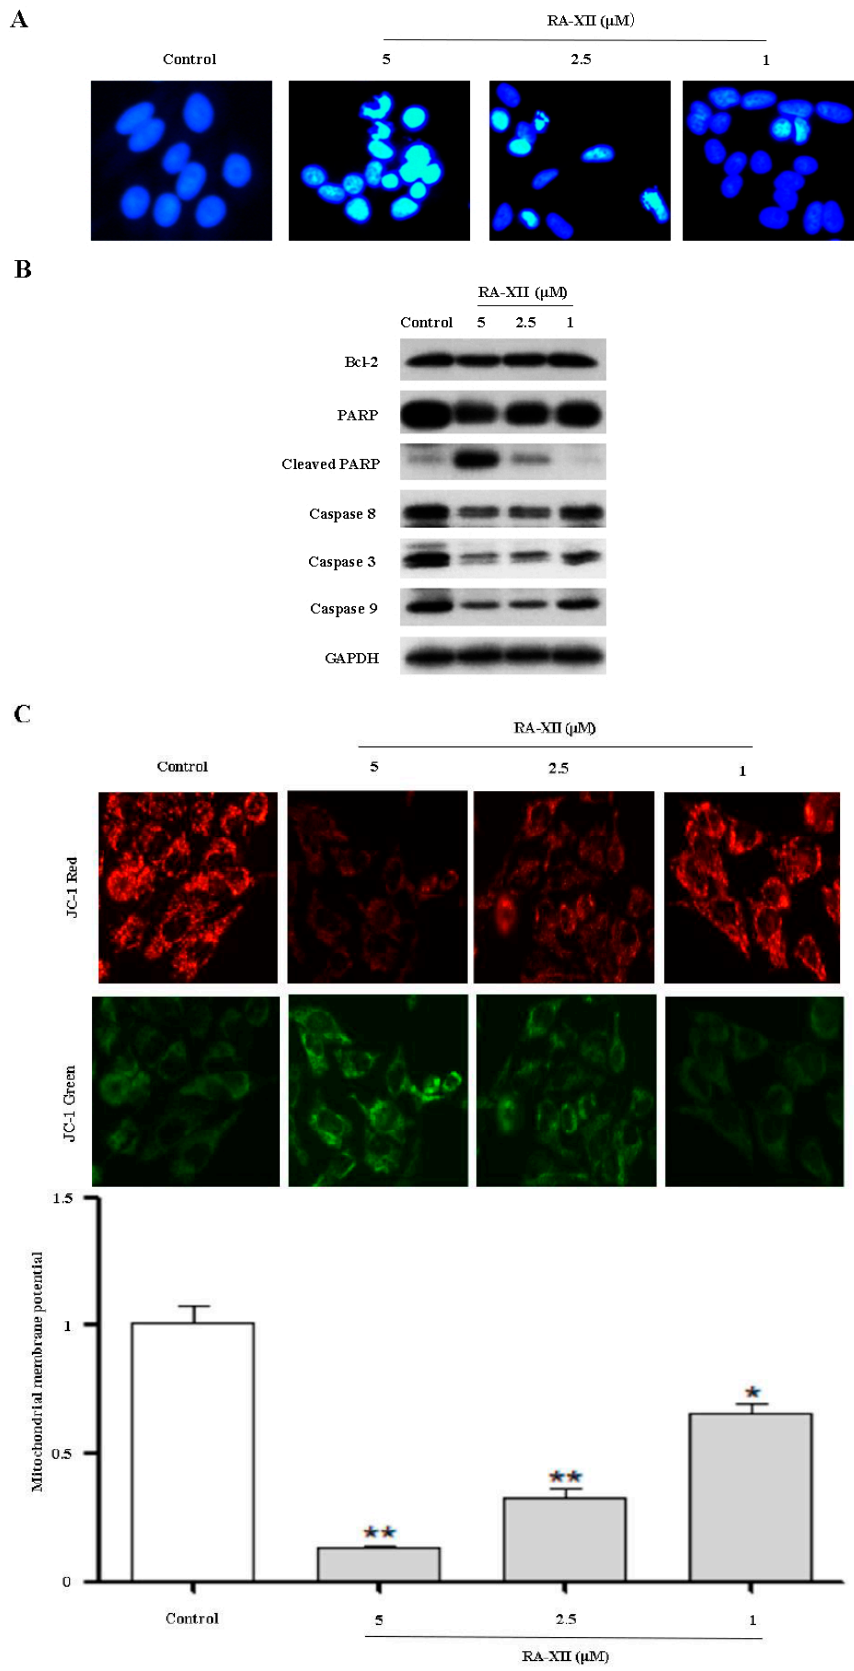 A
RA-XII (μM)
Control 5 2.5 1
B
RA-XII (μM)
Control 5 2.5 1
Bcl-2
PARP
Cleaved PARP
Caspase 8
Caspase 3
Caspase 9
GAPDH
C
RA-XII (μM)
Control 5 2.5 1
JC-1 Red
JC-1 Green
Mitochondrial membrane potential
1.5
1
0.5
0
** ** *
Control 5 2.5 1
RA-XII (μM)